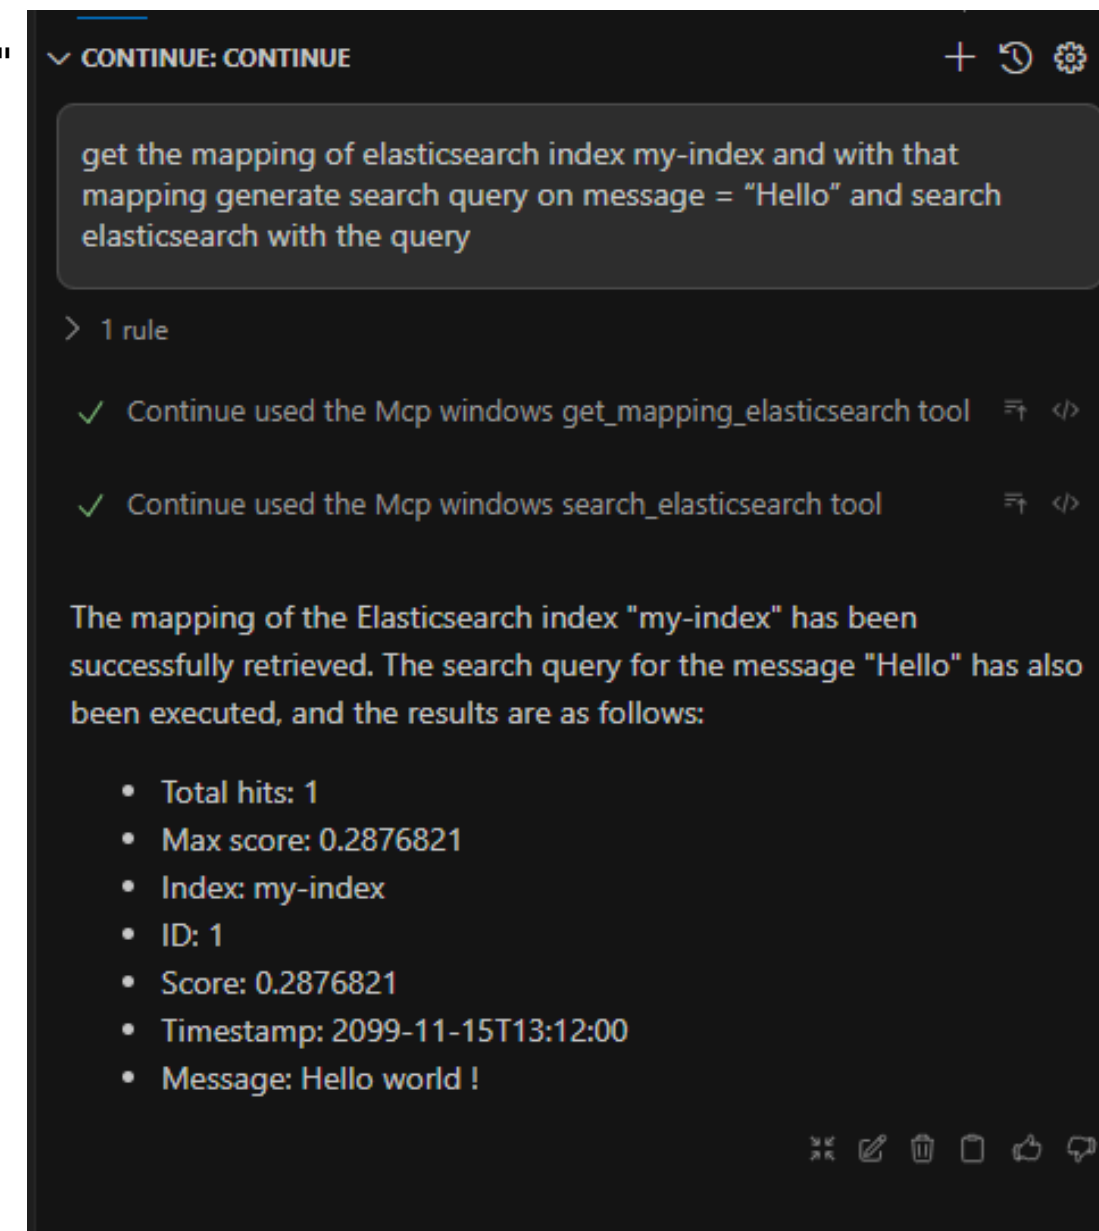 "
CONTINUE: CONTINUE
get the mapping of elasticsearch index my-index and with that
mapping generate search query on message = “Hello” and search
elasticsearch with the query
1 rule
Continue used the Mcp windows get_mapping_elasticsearch tool
Continue used the Mcp windows search_elasticsearch tool
The mapping of the Elasticsearch index "my-index" has been
successfully retrieved. The search query for the message "Hello" has also
been executed, and the results are as follows:
• Total hits: 1
• Max score: 0.2876821
• Index: my-index
• ID: 1
• Score: 0.2876821
• Timestamp: 2099-11-15T13:12:00
• Message: Hello world !